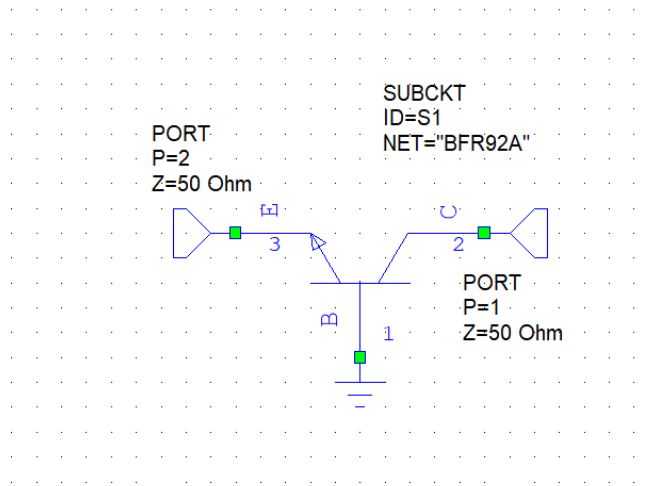 SUBCKT
ID=S1
NET="BFR92A"
PORT
P=2
Z=50 Ohm
E
C
3
2
PORT
P=1
Z=50 Ohm
B
1